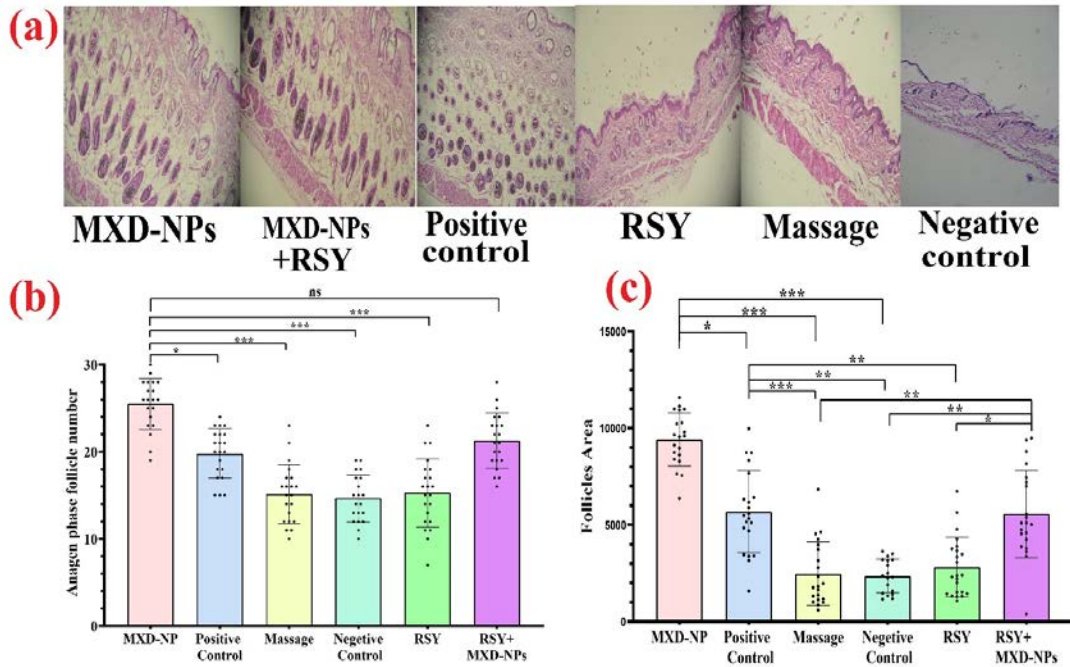 (a)
MXD-NPs
MXD-NPs
+RSY
Positive
control
RSY
Massage
Negative
control
(b)
ns
***
***
***
*
Anagen phase follicle number
30
20
10
0
MXD-NP
Positive
Control
Massage
Negetive
Control
RSY
RSY+
MXD-NPs
(c)
***
***
*
**
**
***
**
**
*
Follicles Area
15000
10000
5000
0
MXD-NP
Positive
Control
Massage
Negetive
Control
RSY
RSY+
MXD-NPs